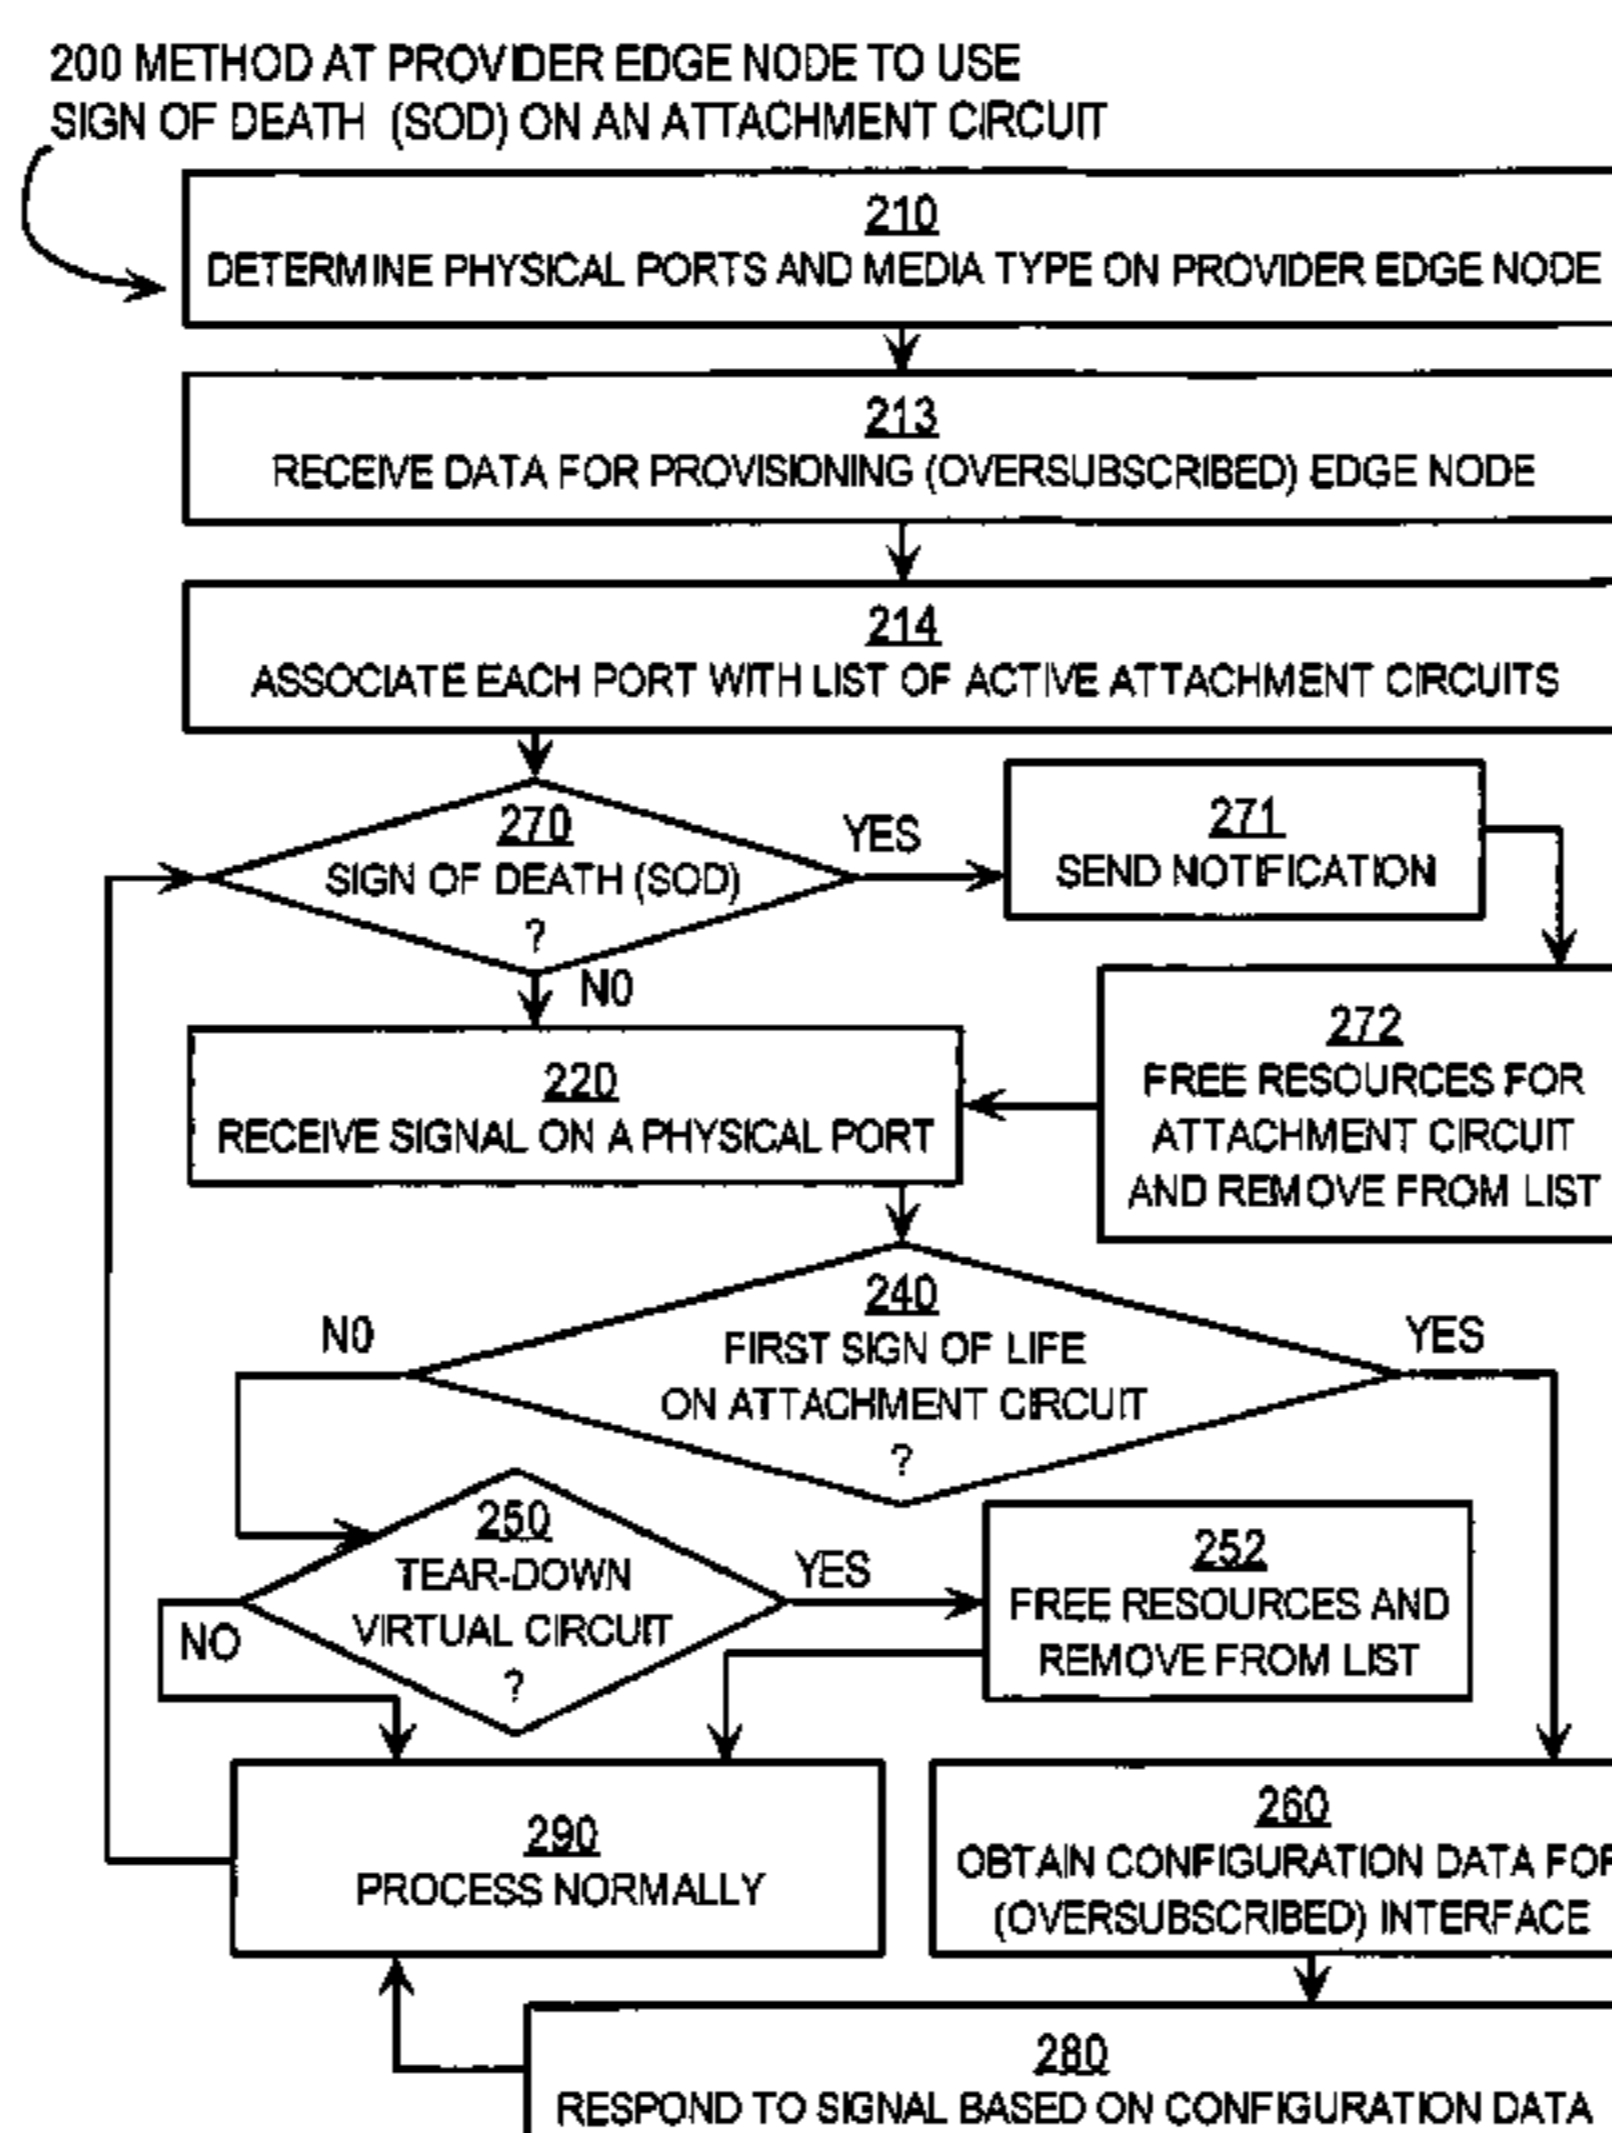 200 METHOD AT PROVIDER EDGE NODE TO USE
SIGN OF DEATH (SOD) ON AN ATTACHMENT CIRCUIT
210
DETERMINE PHYSICAL PORTS AND MEDIA TYPE ON PROVIDER EDGE NODE
213
RECEIVE DATA FOR PROVISIONING (OVERSUBSCRIBED) EDGE NODE
214
ASSOCIATE EACH PORT WITH LIST OF ACTIVE ATTACHMENT CIRCUITS
270
SIGN OF DEATH (SOD)
?
YES
271
SEND NOTIFICATION
NO
272
FREE RESOURCES FOR
ATTACHMENT CIRCUIT
AND REMOVE FROM LIST
220
RECEIVE SIGNAL ON A PHYSICAL PORT
240
FIRST SIGN OF LIFE
ON ATTACHMENT CIRCUIT
?
NO
YES
250
TEAR-DOWN
VIRTUAL CIRCUIT
?
YES
NO
252
FREE RESOURCES AND
REMOVE FROM LIST
290
PROCESS NORMALLY
260
OBTAIN CONFIGURATION DATA FOR
(OVERSUBSCRIBED) INTERFACE
280
RESPOND TO SIGNAL BASED ON CONFIGURATION DATA